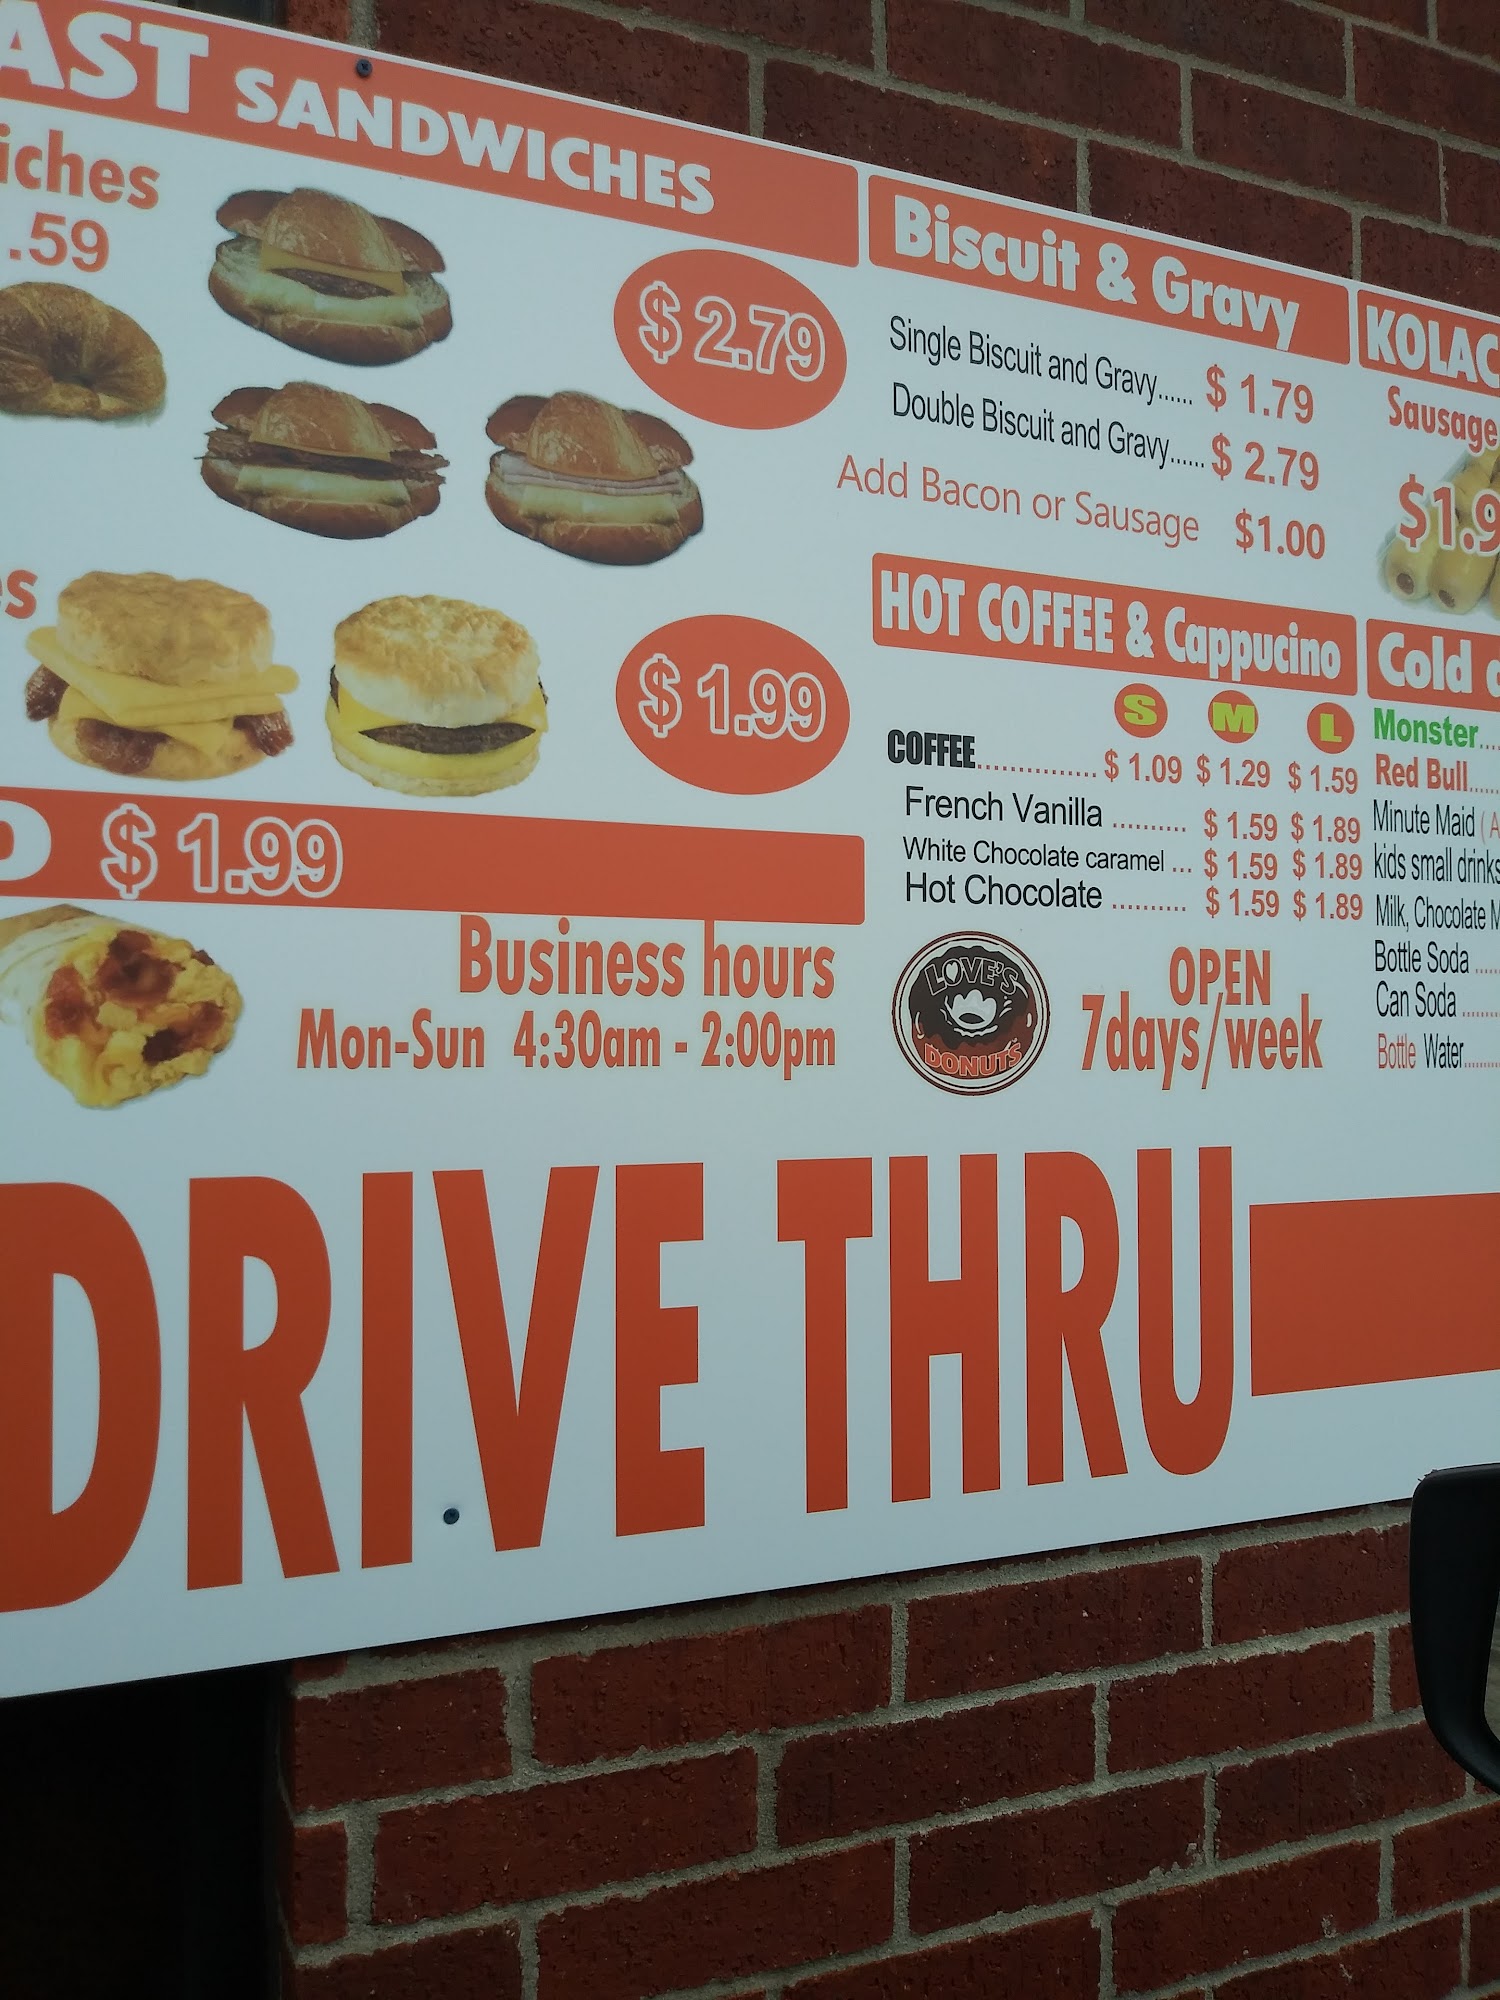 AST SANDWICHES
iches
.59
$ 2.79
es
$ 1.99
$ 1.99
Business hours
Mon-Sun 4:30am - 2:00pm
Biscuit & Gravy
Single Biscuit and Gravy...... $ 1.79
Double Biscuit and Gravy...... $ 2.79
Add Bacon or Sausage $1.00
HOT COFFEE & Cappucino
S M L
COFFEE............... $ 1.09 $ 1.29 $ 1.59
French Vanilla .......... $ 1.59 $ 1.89
White Chocolate caramel ... $ 1.59 $ 1.89
Hot Chocolate .......... $ 1.59 $ 1.89
LOVE'S
DONUTS
OPEN
7days/week
KOLAC
Sausage
$1.9
Cold
Monster....
Red Bull......
Minute Maid ( A
kids small drinks
Milk, Chocolate M
Bottle Soda ....
Can Soda ......
Bottle Water.......
DRIVE THRU